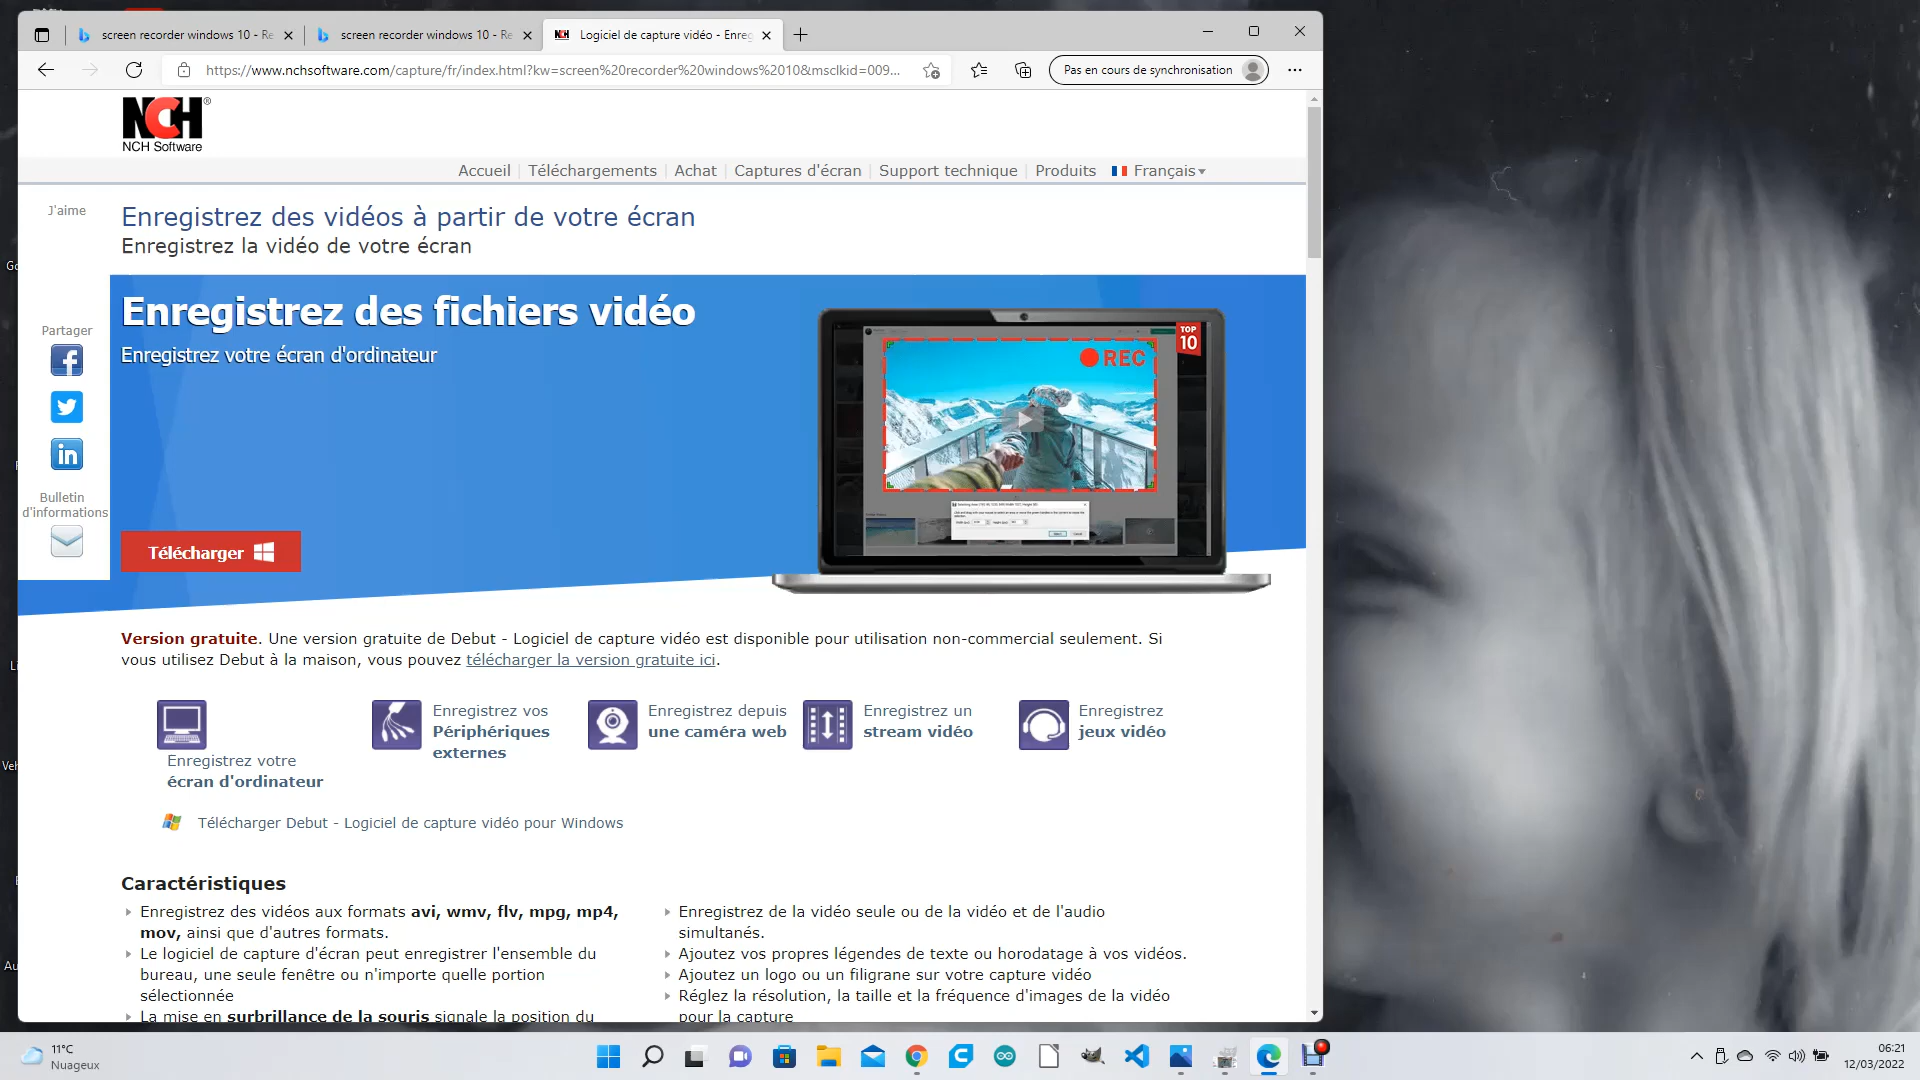 screen recorder windows 10 - Re
screen recorder windows 10 - Re
Logiciel de capture vidéo - Enreg
https://www.nchsoftware.com/capture/fr/index.html?kw=screen%20recorder%20windows%2010&msclkid=009...
Pas en cours de synchronisation
NCH®
NCH Software
Accueil
Téléchargements
Achat
Captures d'écran
Support technique
Produits
Français
J'aime
Enregistrez des vidéos à partir de votre écran
Enregistrez la vidéo de votre écran
Enregistrez des fichiers vidéo
Enregistrez votre écran d'ordinateur
TOP
10
REC
Partager
Bulletin
d'informations
Télécharger
Version gratuite. Une version gratuite de Debut - Logiciel de capture vidéo est disponible pour utilisation non-commercial seulement. Si
vous utilisez Debut à la maison, vous pouvez télécharger la version gratuite ici.
Enregistrez votre
écran d'ordinateur
Enregistrez vos
Périphériques
externes
Enregistrez depuis
une caméra web
Enregistrez un
stream vidéo
Enregistrez
jeux vidéo
Télécharger Debut - Logiciel de capture vidéo pour Windows
Caractéristiques
Enregistrez des vidéos aux formats avi, wmv, flv, mpg, mp4,
mov, ainsi que d'autres formats.
Le logiciel de capture d'écran peut enregistrer l'ensemble du
bureau, une seule fenêtre ou n'importe quelle portion
sélectionnée
La mise en surbrillance de la souris signale la position du
Enregistrez de la vidéo seule ou de la vidéo et de l'audio
simultanés.
Ajoutez vos propres légendes de texte ou horodatage à vos vidéos.
Ajoutez un logo ou un filigrane sur votre capture vidéo
Réglez la résolution, la taille et la fréquence d'images de la vidéo
pour la capture
11°C
Nuageux
06:21
12/03/2022